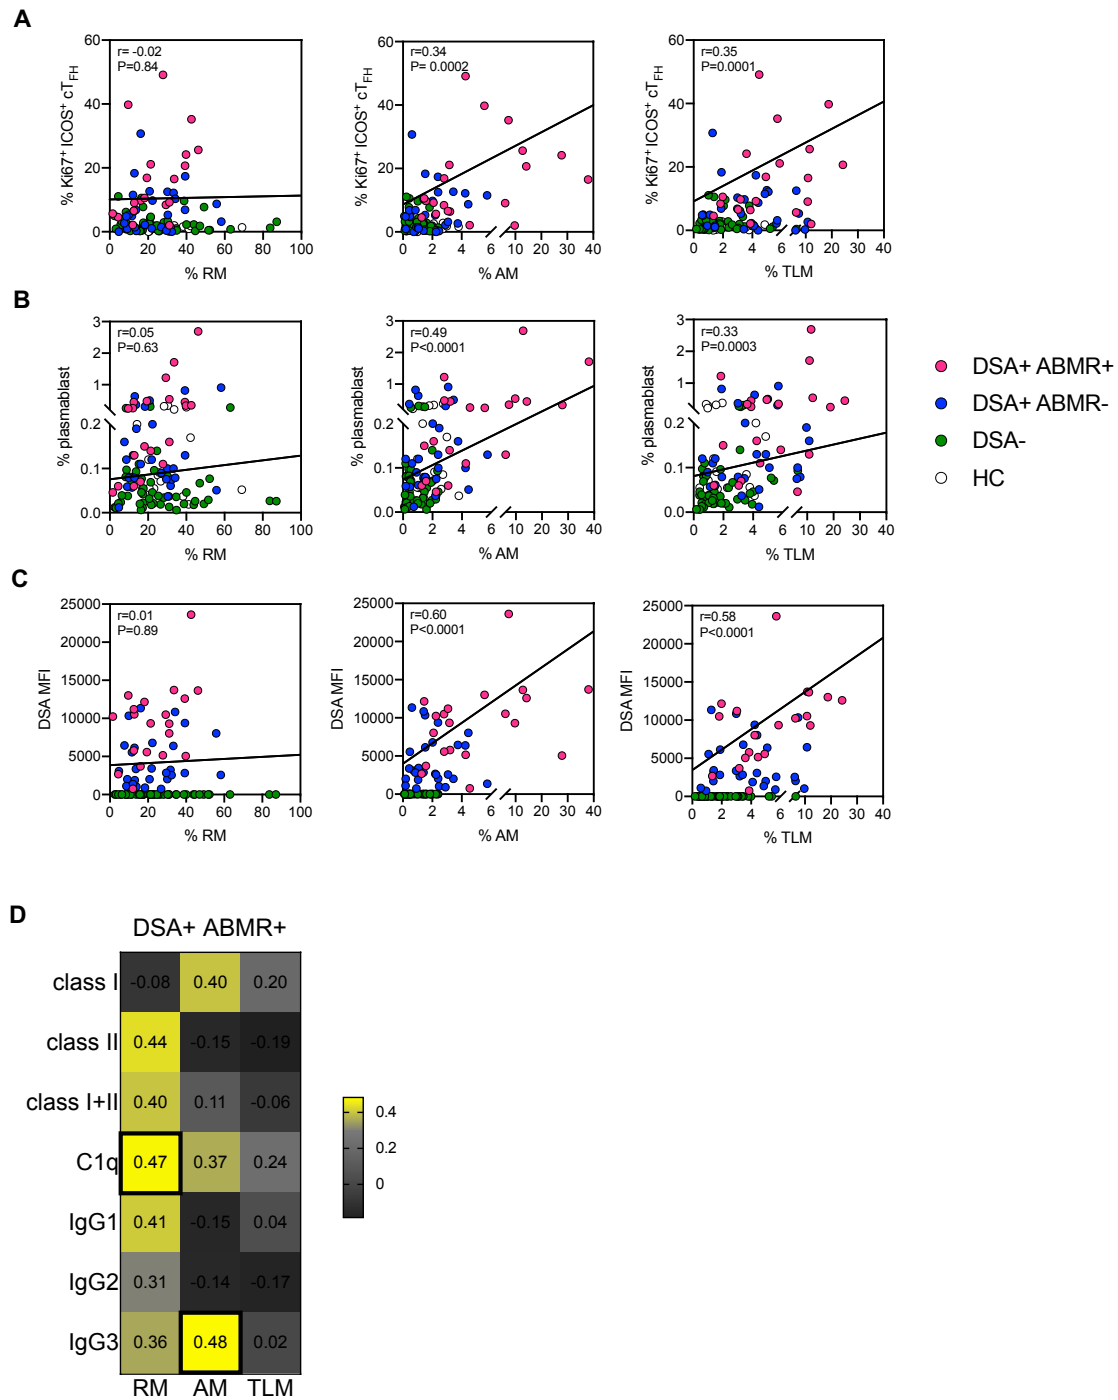 A
r= -0.02
P=0.84
% Ki67+ ICOS+ cTFH
60
40
20
0
0 20 40 60 80 100
% RM
r=0.34
P= 0.0002
% Ki67+ ICOS+ cTFH
60
40
20
0
0 2 4 6 10 20 30 40
% AM
r=0.35
P=0.0001
% Ki67+ ICOS+ cTFH
60
40
20
0
0 2 4 6 10 20 30 40
% TLM
B
r=0.05
P=0.63
% plasmablast
3
2
1
0.2
0.1
0.0
0 20 40 60 80 100
% RM
r=0.49
P<0.0001
% plasmablast
3
2
1
0.2
0.1
0.0
0 2 4 6 10 20 30 40
% AM
r=0.33
P=0.0003
% plasmablast
3
2
1
0.2
0.1
0.0
0 2 4 6 10 20 30 40
% TLM
DSA+ ABMR+
DSA+ ABMR-
DSA-
HC
C
r=0.01
P=0.89
DSA MFI
25000
20000
15000
10000
5000
0
0 20 40 60 80 100
% RM
r=0.60
P<0.0001
DSA MFI
25000
20000
15000
10000
5000
0
0 2 4 6 10 20 30 40
% AM
r=0.58
P<0.0001
DSA MFI
25000
20000
15000
10000
5000
0
0 2 4 6 10 20 30 40
% TLM
D
DSA+ ABMR+
class I -0.08 0.40 0.20
class II 0.44 -0.15 -0.19
class I+II 0.40 0.11 -0.06
C1q 0.47 0.37 0.24
IgG1 0.41 -0.15 0.04
IgG2 0.31 -0.14 -0.17
IgG3 0.36 0.48 0.02
RM AM TLM
0.4
0.2
0